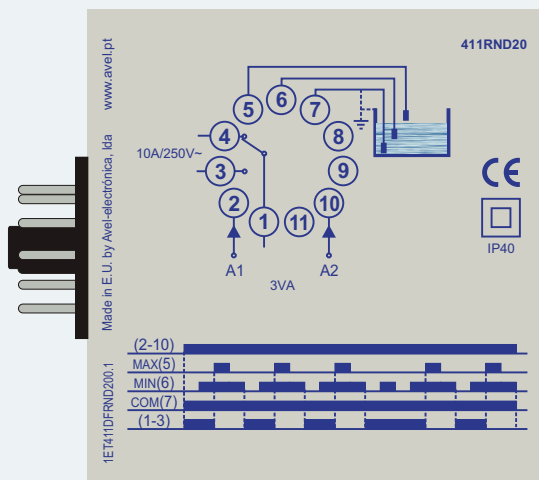 www.avel.pt
Made in E.U. by Avel-electrónica, lda
1ET411DFRND200.1
411RND20
5
6
7
4
8
10A/250V~
3
9
2
1
11
10
A1
A2
3VA
CE
IP40
(2-10)
MAX(5)
MIN(6)
COM(7)
(1-3)